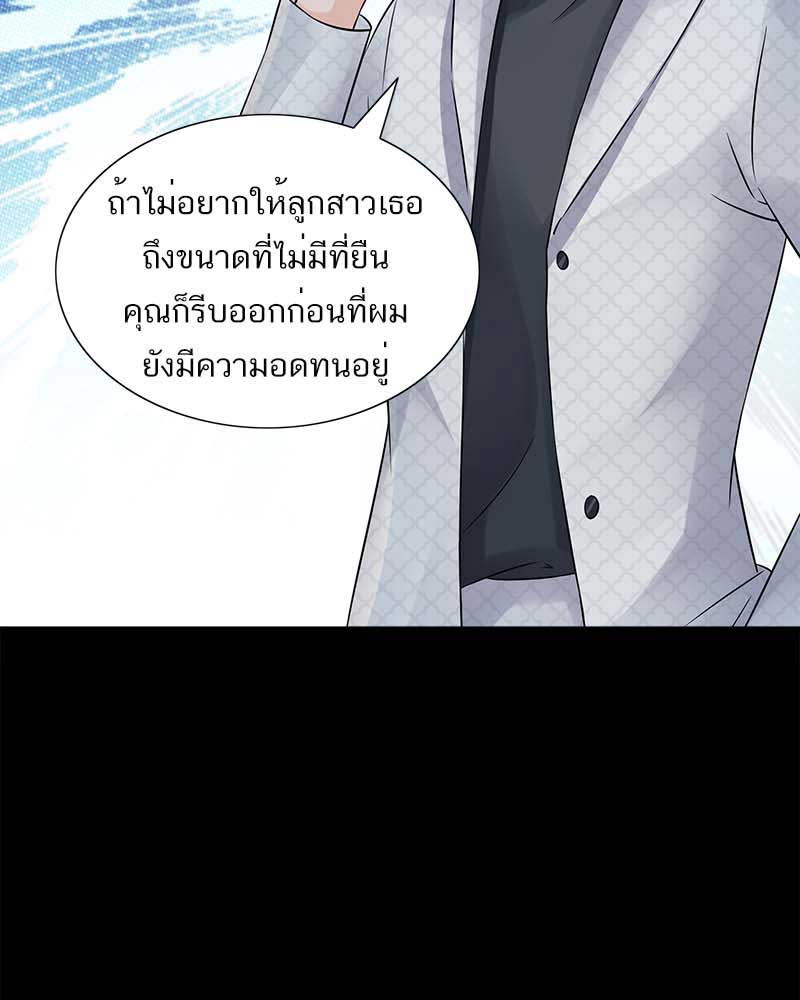 ถ้าไม่อยากให้ลูกสาวเธอ
ถึงขนาดที่ไม่มีที่ยืน
คุณก็รีบออกก่อนที่ผม
ยังมีความอดทนอยู่